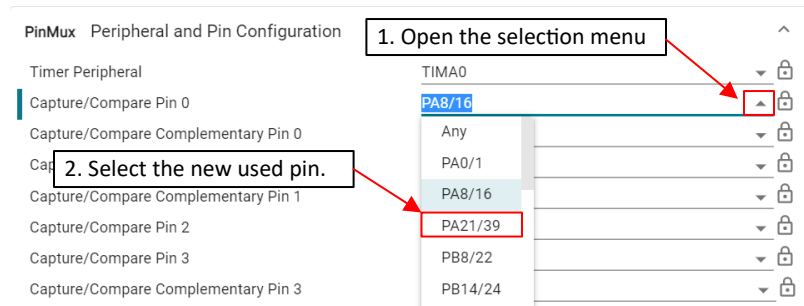 PinMux Peripheral and Pin Configuration
1. Open the selection menu
Timer Peripheral
TIMA0
Capture/Compare Pin 0
PA8/16
Capture/Compare Complementary Pin 0
Any
2. Select the new used pin.
PA0/1
Capture/Compare Complementary Pin 1
PA8/16
Capture/Compare Pin 2
PA21/39
Capture/Compare Pin 3
PB8/22
Capture/Compare Complementary Pin 3
PB14/24